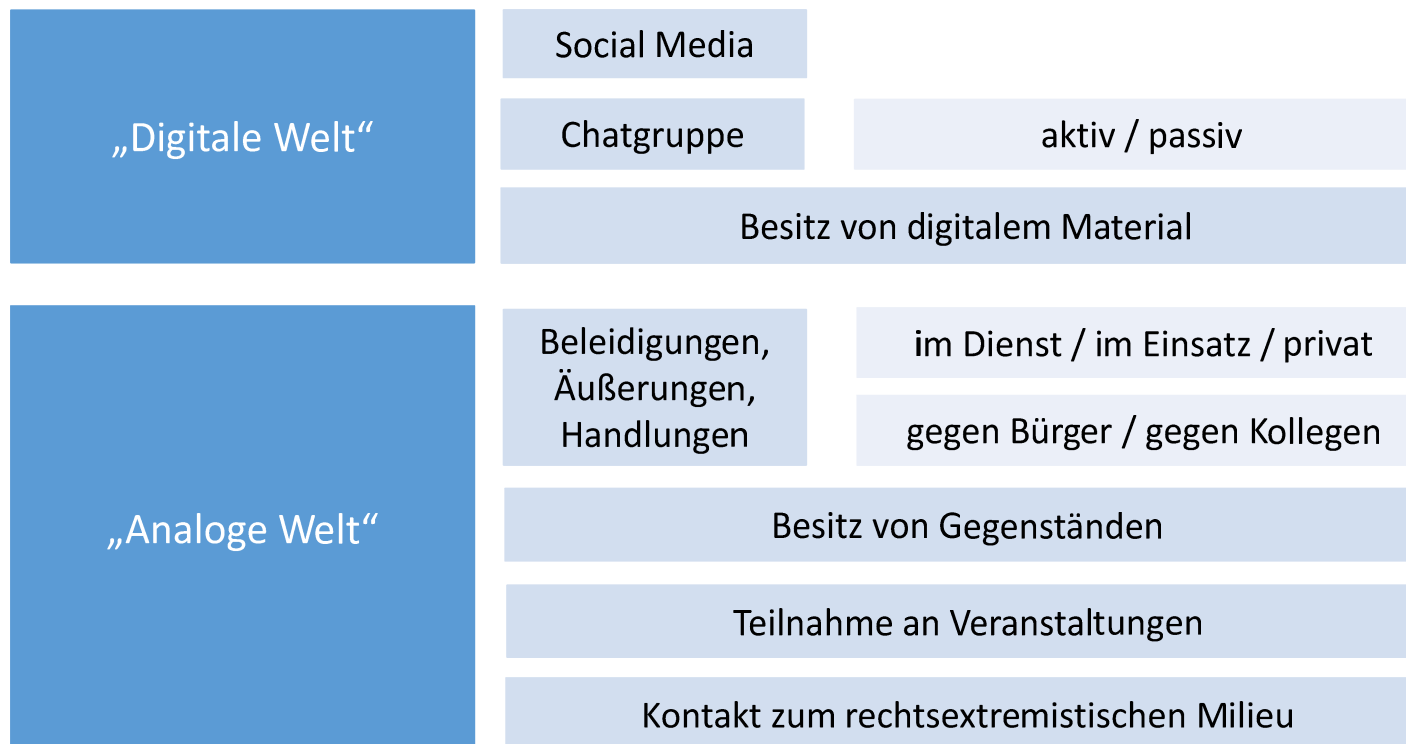 „Digitale Welt“
Social Media
Chatgruppe
aktiv / passiv
Besitz von digitalem Material
„Analoge Welt“
Beleidigungen,
Äußerungen,
Handlungen
im Dienst / im Einsatz / privat
gegen Bürger / gegen Kollegen
Besitz von Gegenständen
Teilnahme an Veranstaltungen
Kontakt zum rechtsextremistischen Milieu